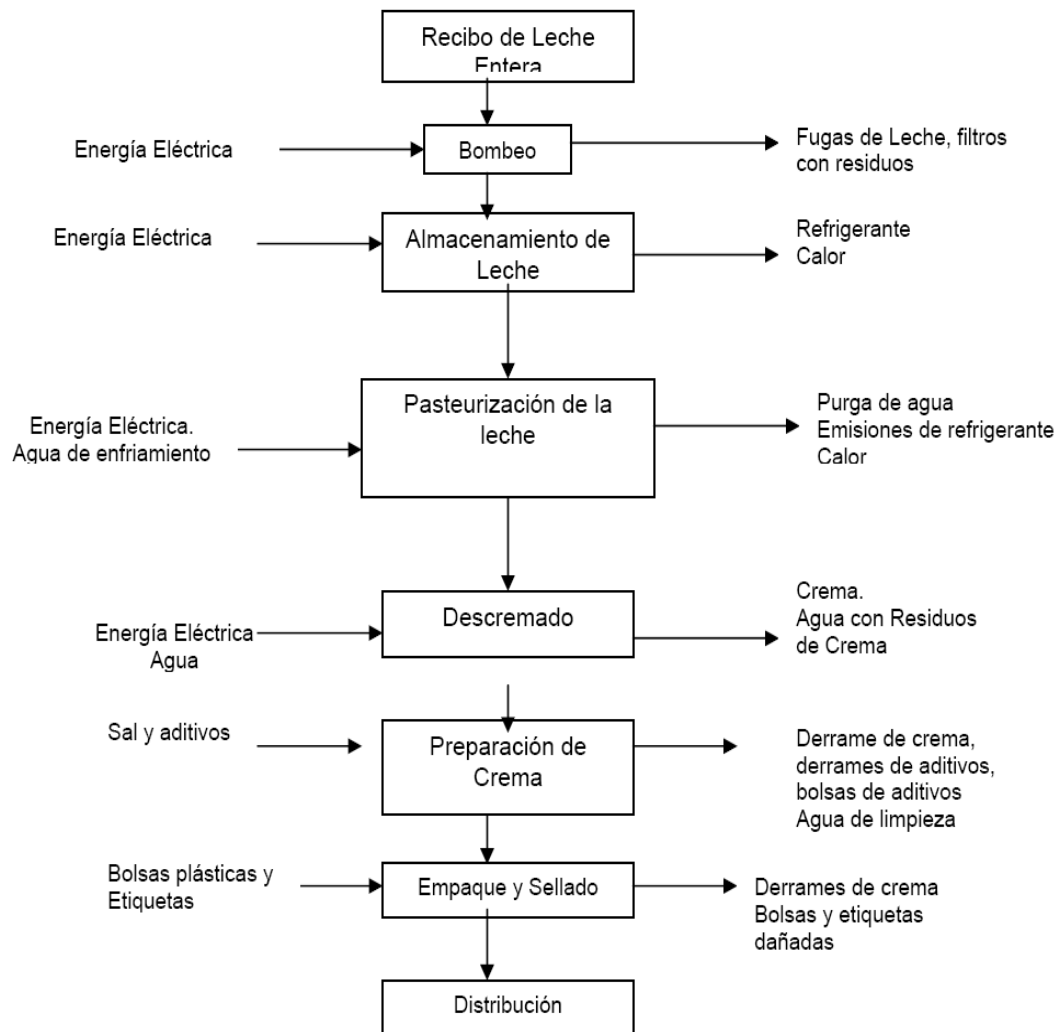 Recibo de Leche
Entera
Energía Eléctrica
Bombeo
Fugas de Leche, filtros
con residuos
Energía Eléctrica
Almacenamiento de
Leche
Refrigerante
Calor
Energía Eléctrica.
Agua de enfriamiento
Pasteurización de la
leche
Purga de agua
Emisiones de refrigerante
Calor
Energía Eléctrica
Agua
Descremado
Crema.
Agua con Residuos
de Crema
Sal y aditivos
Preparación de
Crema
Derrame de crema,
derrames de aditivos,
bolsas de aditivos
Agua de limpieza
Bolsas plásticas y
Etiquetas
Empaque y Sellado
Derrames de crema
Bolsas y etiquetas
dañadas
Distribución